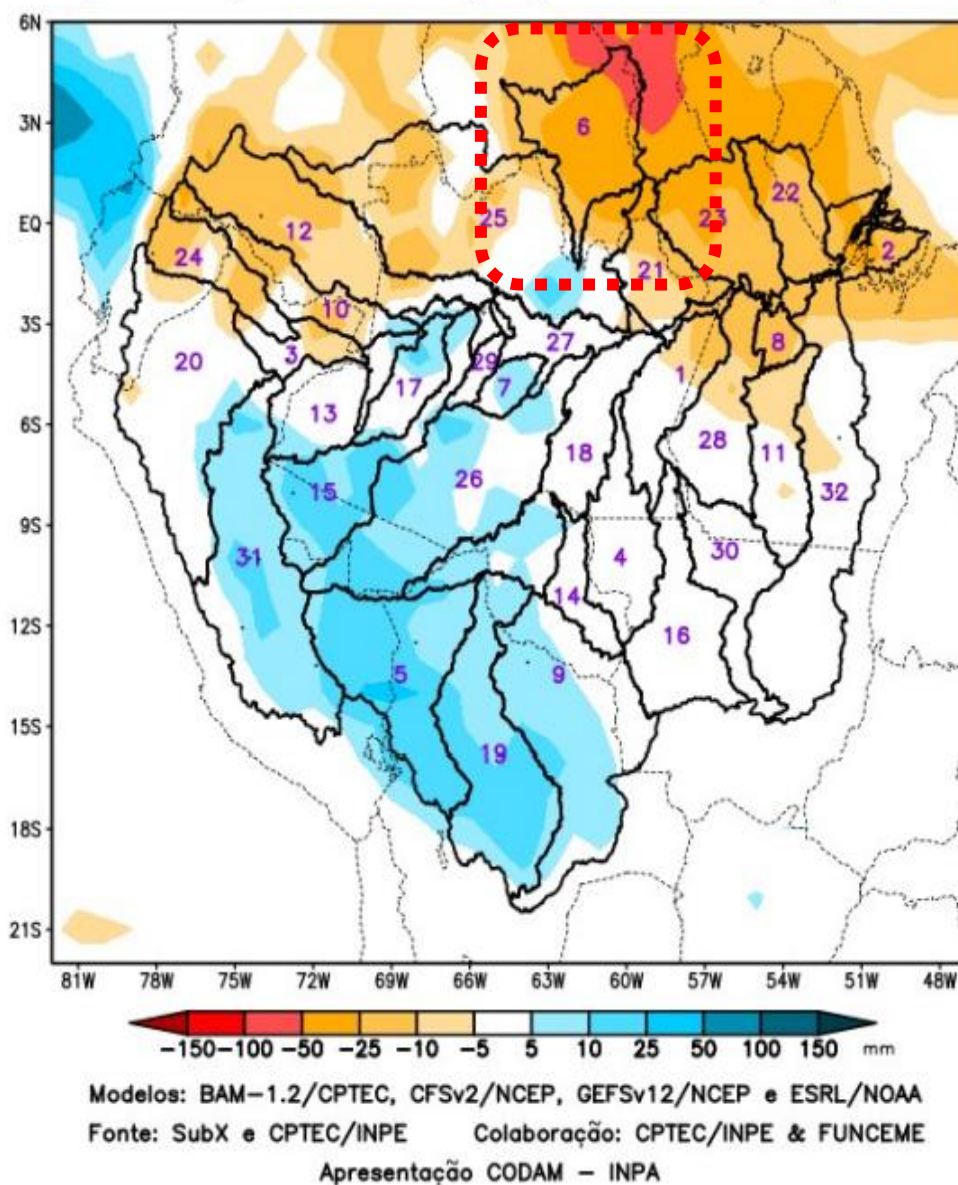 6N
3N
EQ
3S
6S
9S
12S
15S
18S
21S
6
22
12
25
23
2
24
21
10
27
8
3
29
20
17
7
1
13
28
18
11
26
15
32
31
4
30
14
16
5
9
19
81W 78W 75W 72W 69W 66W 63W 60W 57W 54W 51W 48W
-150 -100 -50 -25 -10 -5 5 10 25 50 100 150 mm
Modelos: BAM-1.2/CPTEC, CFSv2/NCEP, GEFSv12/NCEP e ESRL/NOAA
Fonte: SubX e CPTEC/INPE Colaboração: CPTEC/INPE & FUNCEME
Apresentação CODAM - INPA